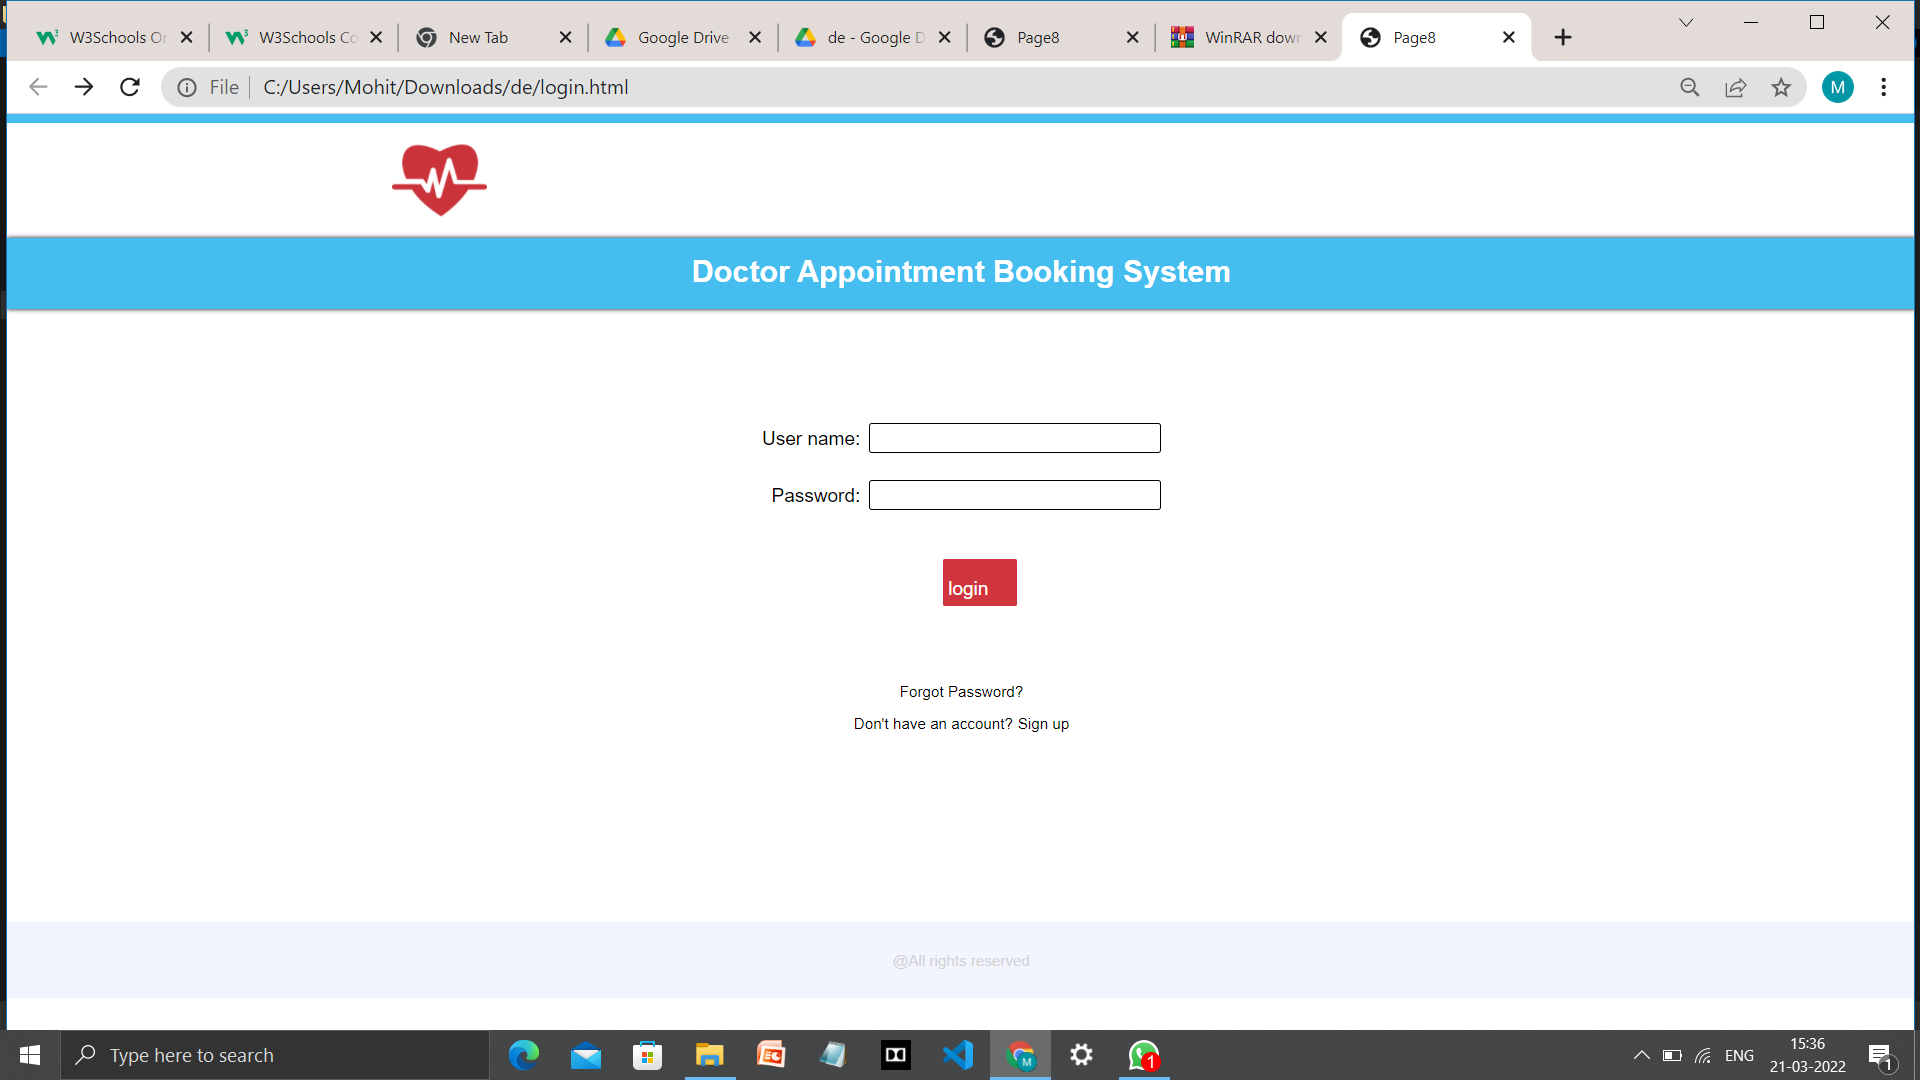 W3Schools Or
W3Schools Co
New Tab
Google Drive
de - Google D
Page8
WinRAR down
Page8
File
C:/Users/Mohit/Downloads/de/login.html
M
Doctor Appointment Booking System
User name:
Password:
login
Forgot Password?
Don't have an account? Sign up
@All rights reserved
Type here to search
M
1
ENG
15:36
21-03-2022
1